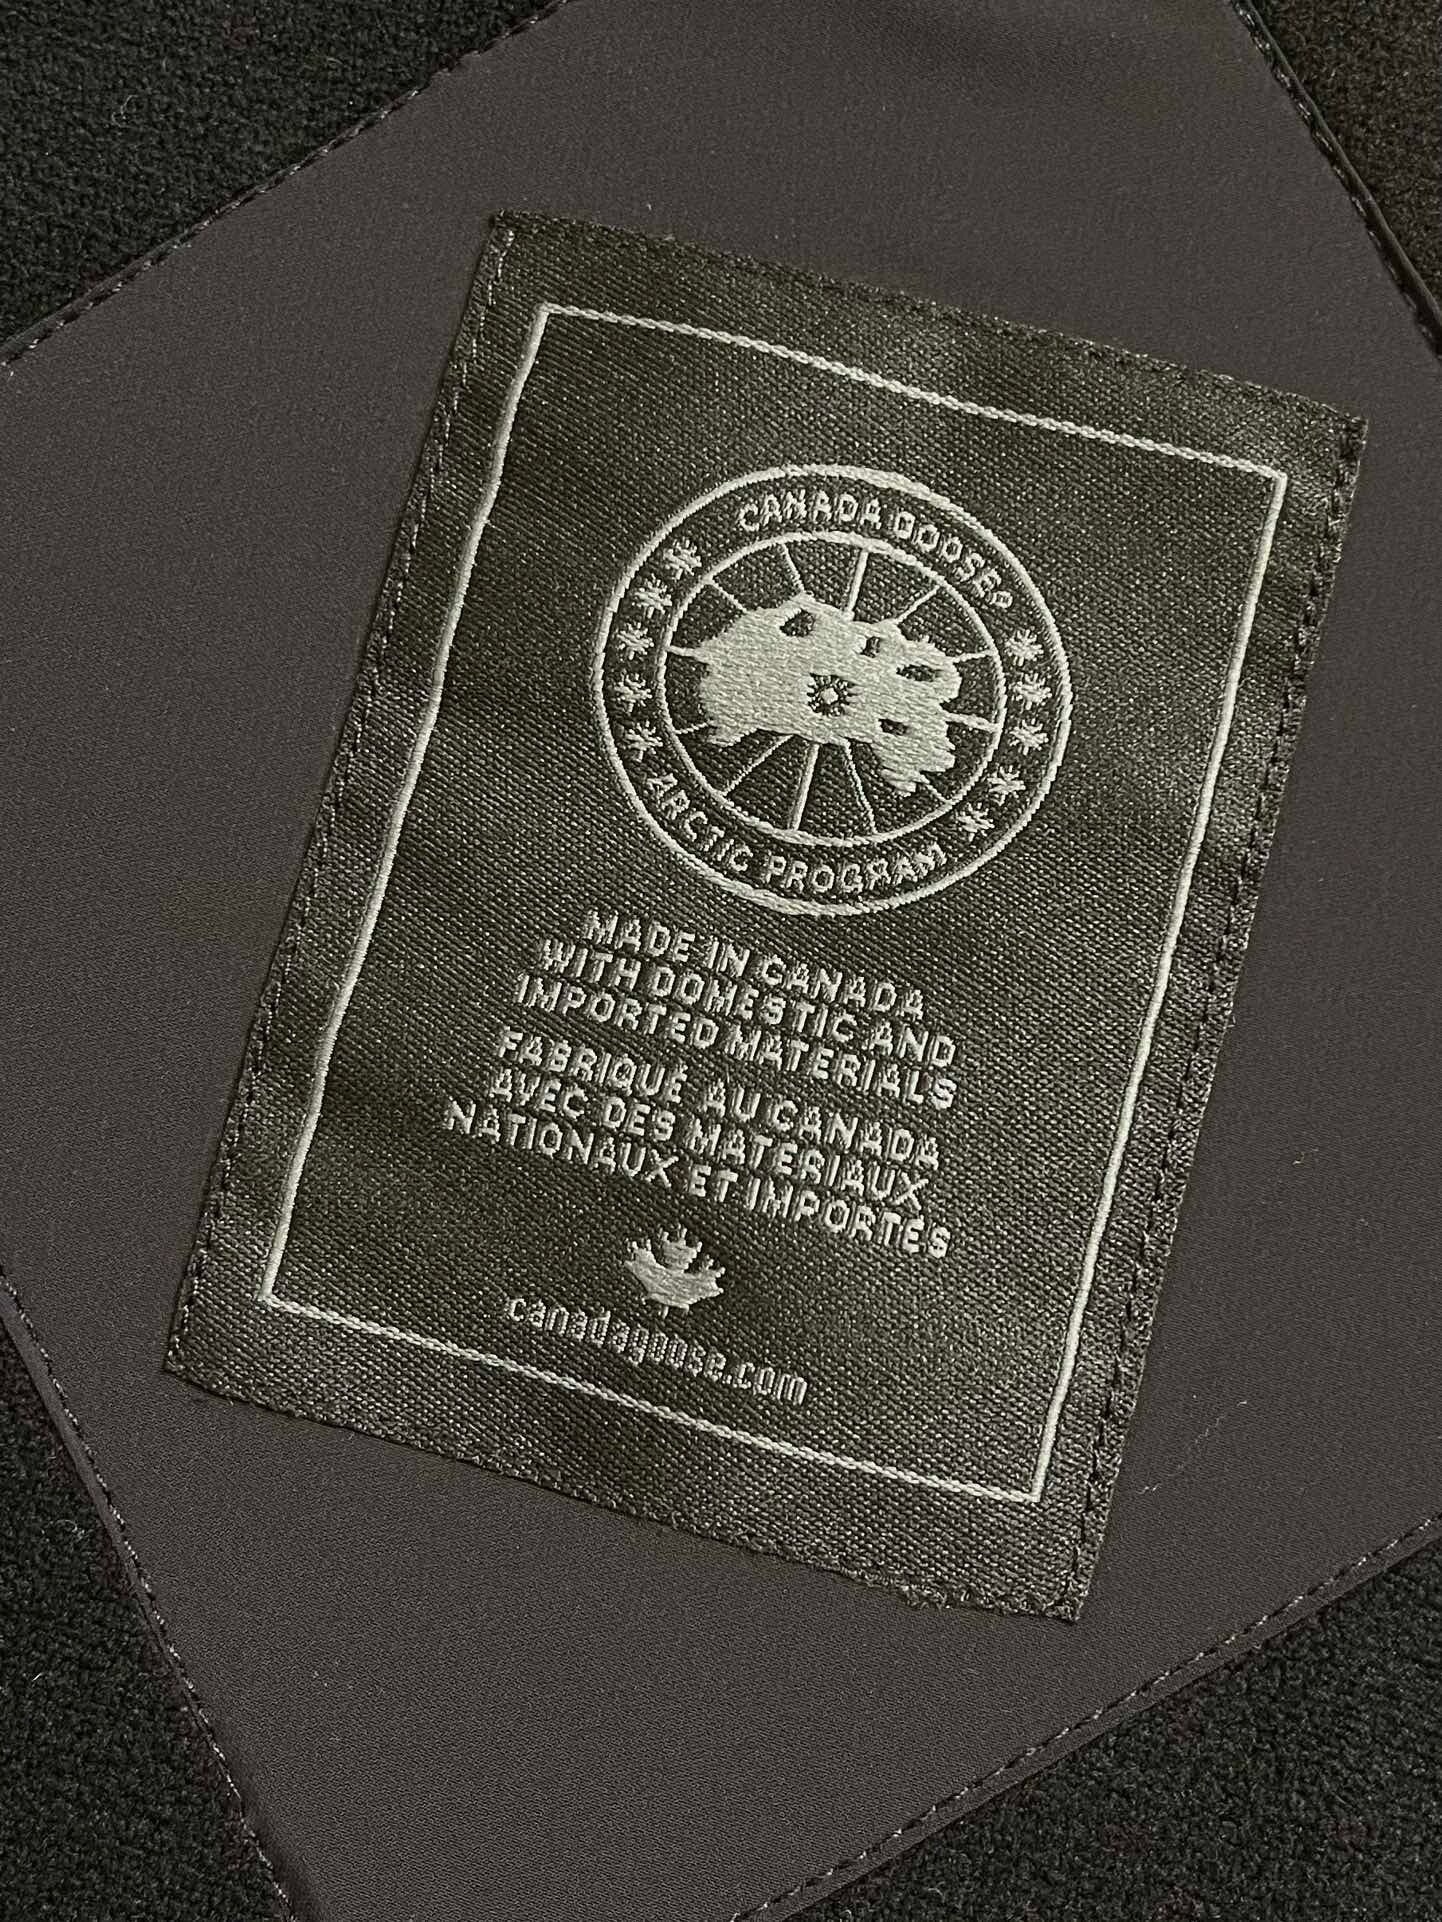 CANADA GOOSE®
ARCTIC PROGRAM
MADE IN CANADA
WITH DOMESTIC AND
IMPORTED MATERIALS
FABRIQUÉ AU CANADA
AVEC DES MATERIAUX
NATIONAUX ET IMPORTÉS
canadagoose.com